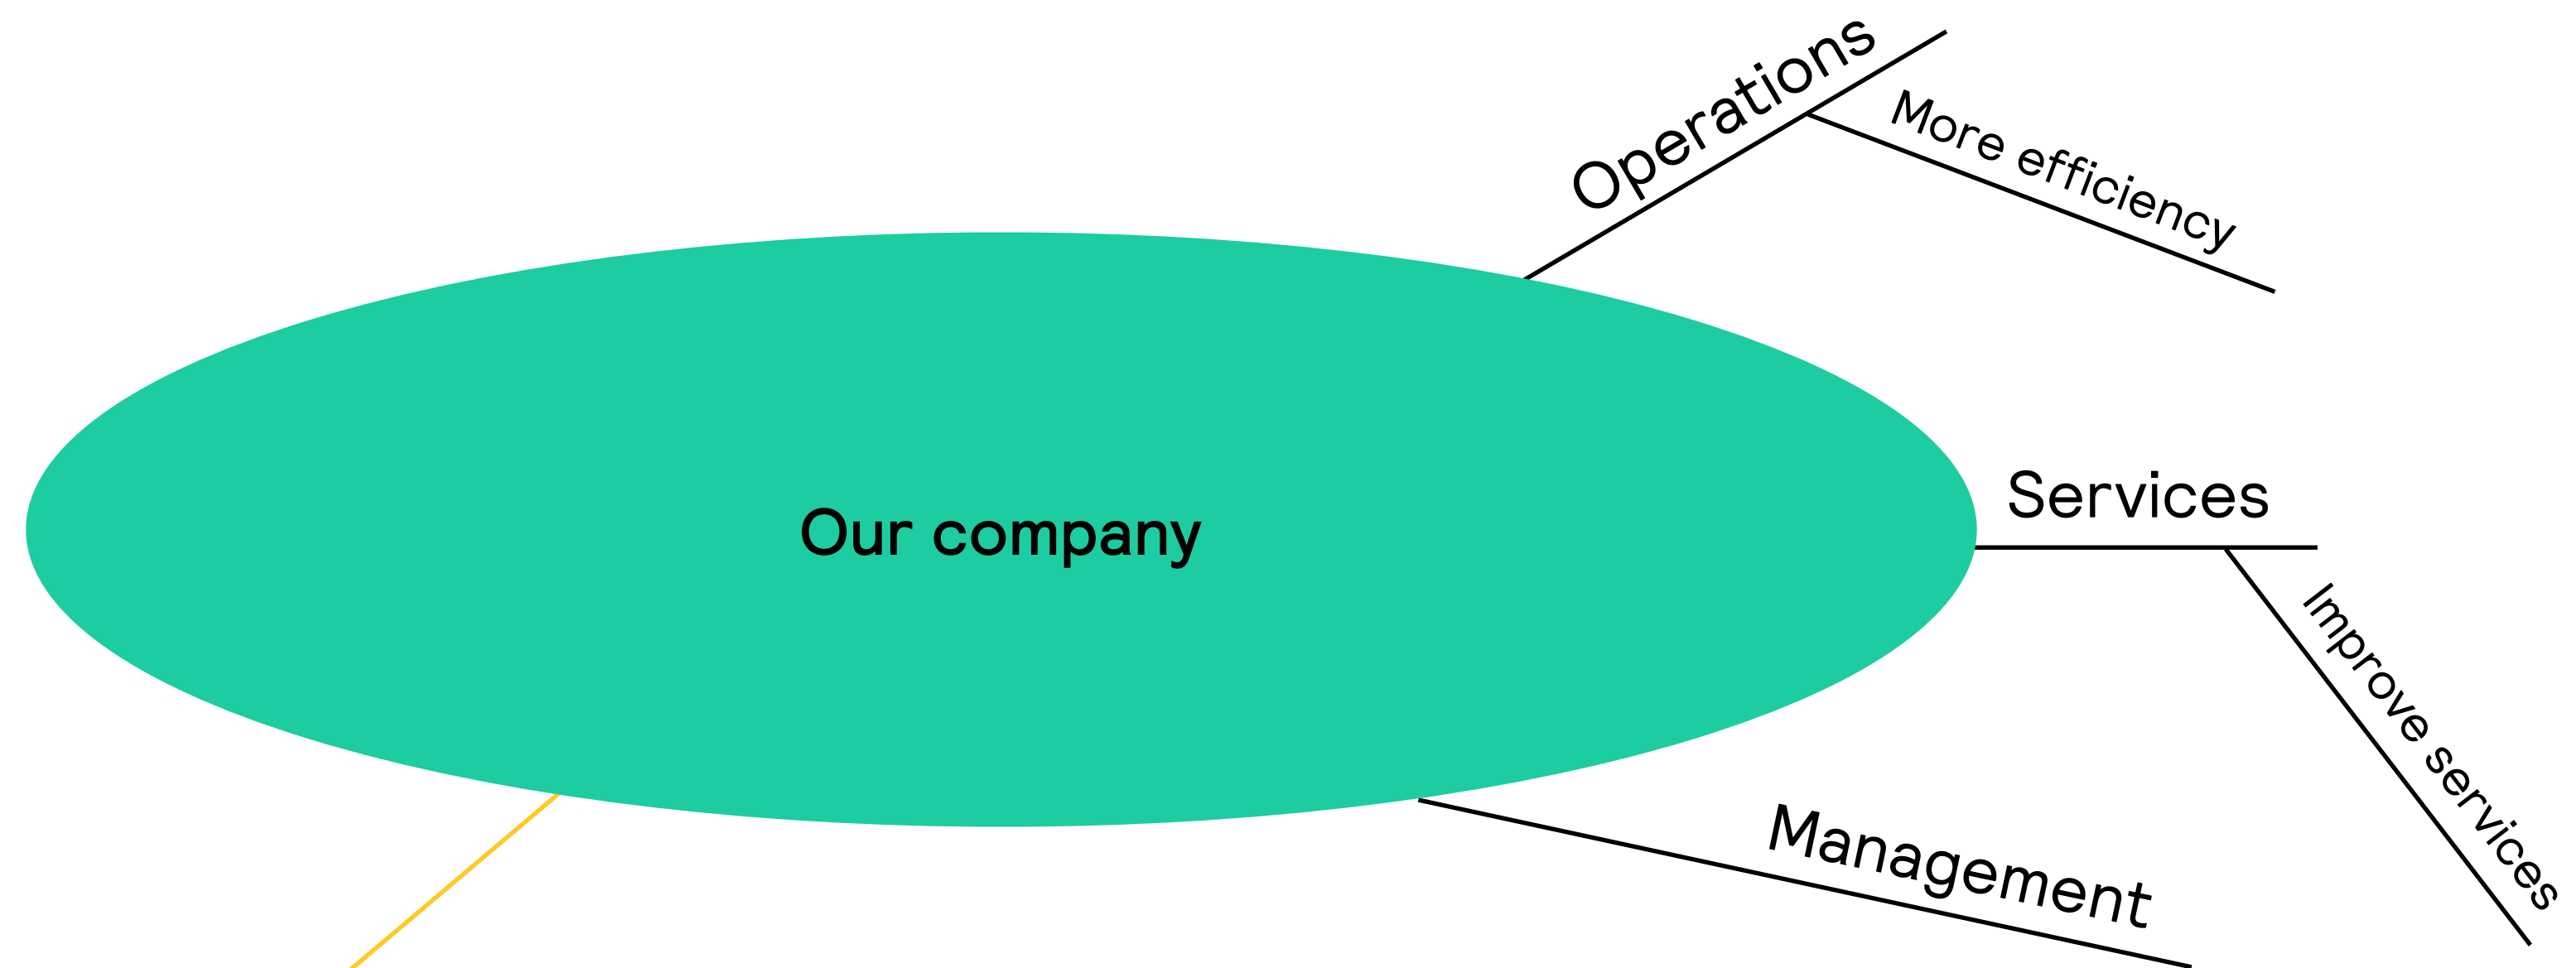 Operations
More efficiency
Our company
Services
Improve services
Management